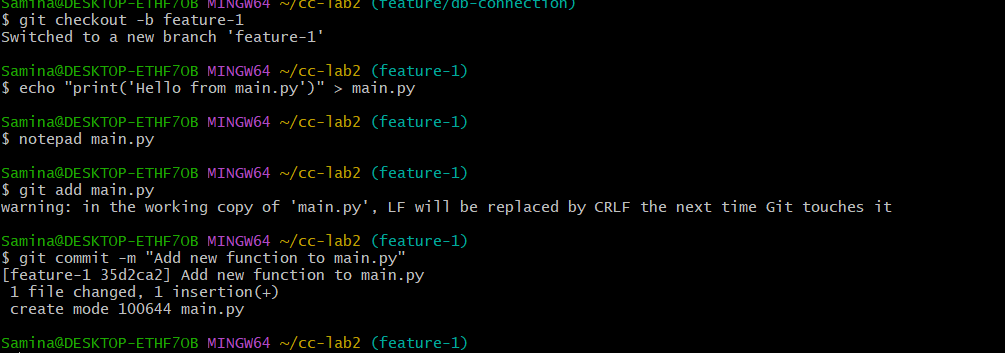 Samina@DESKTOP-ETHF7OB MINGW64 ~/cc-lab2 (feature/db-connection)
$ git checkout -b feature-1
Switched to a new branch 'feature-1'
Samina@DESKTOP-ETHF7OB MINGW64 ~/cc-lab2 (feature-1)
$ echo "print('Hello from main.py')" > main.py
Samina@DESKTOP-ETHF7OB MINGW64 ~/cc-lab2 (feature-1)
$ notepad main.py
Samina@DESKTOP-ETHF7OB MINGW64 ~/cc-lab2 (feature-1)
$ git add main.py
warning: in the working copy of 'main.py', LF will be replaced by CRLF the next time Git touches it
Samina@DESKTOP-ETHF7OB MINGW64 ~/cc-lab2 (feature-1)
$ git commit -m "Add new function to main.py"
[feature-1 35d2ca2] Add new function to main.py
 1 file changed, 1 insertion(+)
 create mode 100644 main.py
Samina@DESKTOP-ETHF7OB MINGW64 ~/cc-lab2 (feature-1)